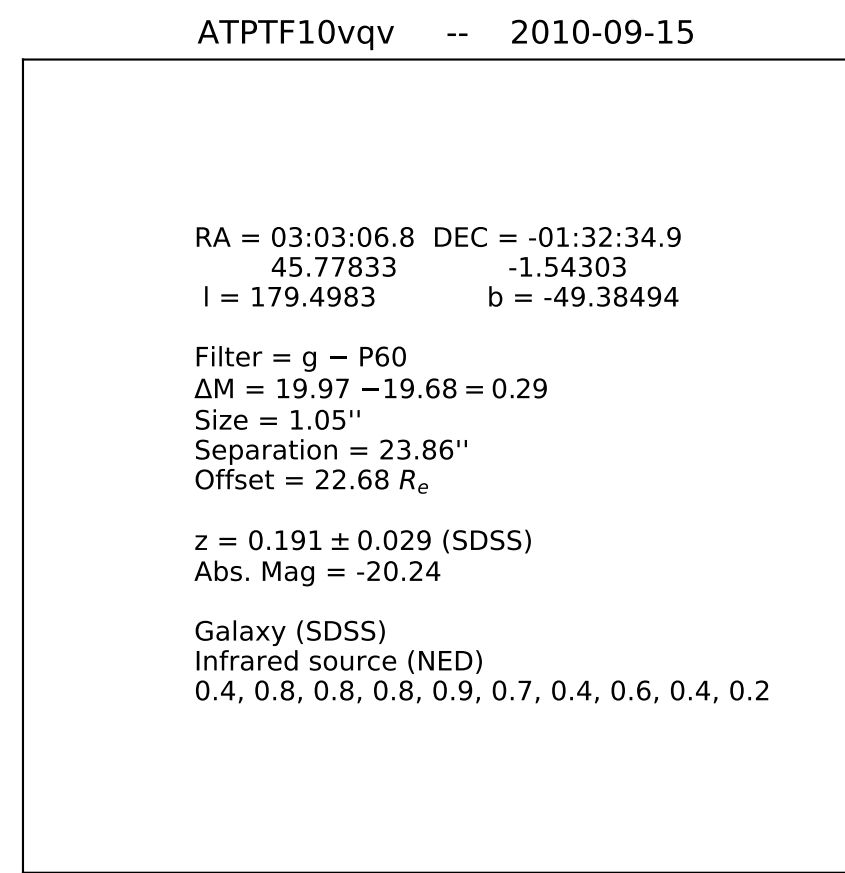 ATPTF10vqv -- 2010-09-15
RA = 03:03:06.8 DEC = -01:32:34.9
45.77833 -1.54303
l = 179.4983 b = -49.38494
Filter = g − P60
ΔM = 19.97 −19.68 = 0.29
Size = 1.05''
Separation = 23.86''
Offset = 22.68 Re
z = 0.191 ± 0.029 (SDSS)
Abs. Mag = -20.24
Galaxy (SDSS)
Infrared source (NED)
0.4, 0.8, 0.8, 0.8, 0.9, 0.7, 0.4, 0.6, 0.4, 0.2